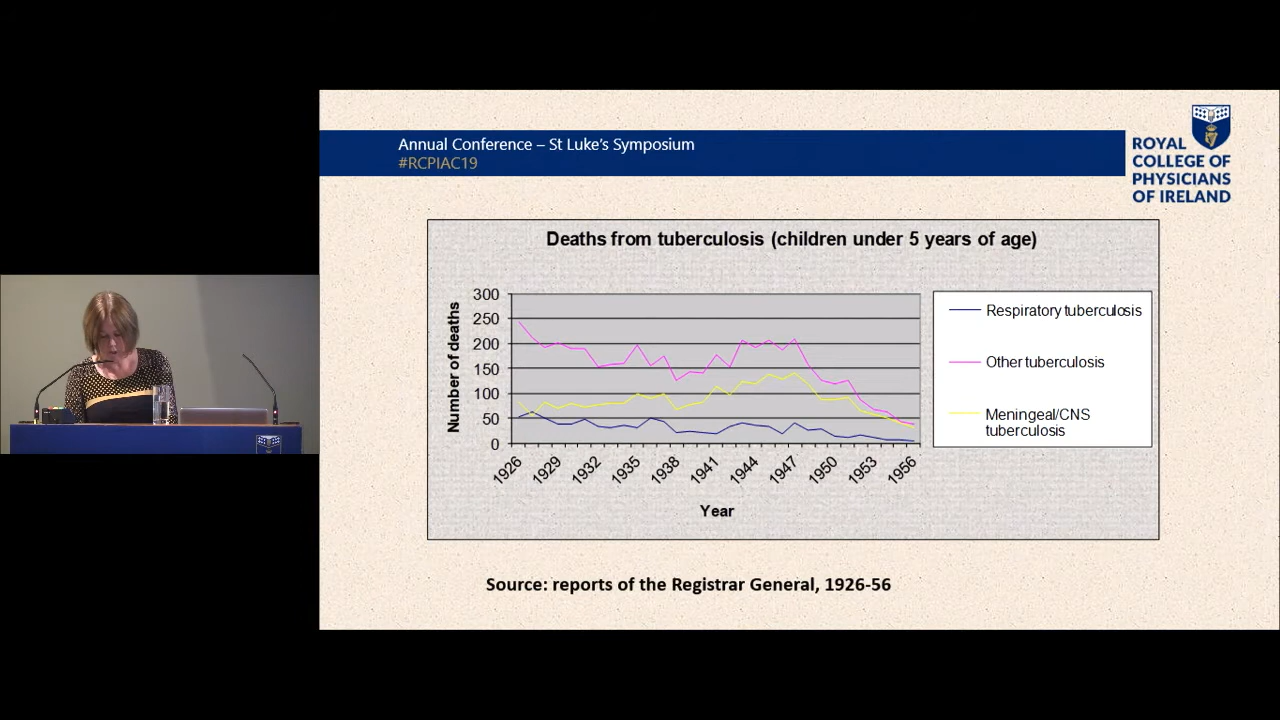 Annual Conference – St Luke's Symposium
#RCPIAC19
ROYAL
COLLEGE OF
PHYSICIANS
OF IRELAND
Deaths from tuberculosis (children under 5 years of age)
Number of deaths
300
250
200
150
100
50
0
1926
1929
1932
1935
1938
1941
1944
1947
1950
1953
1956
Year
Respiratory tuberculosis
Other tuberculosis
Meningeal/CNS
tuberculosis
Source: reports of the Registrar General, 1926-56